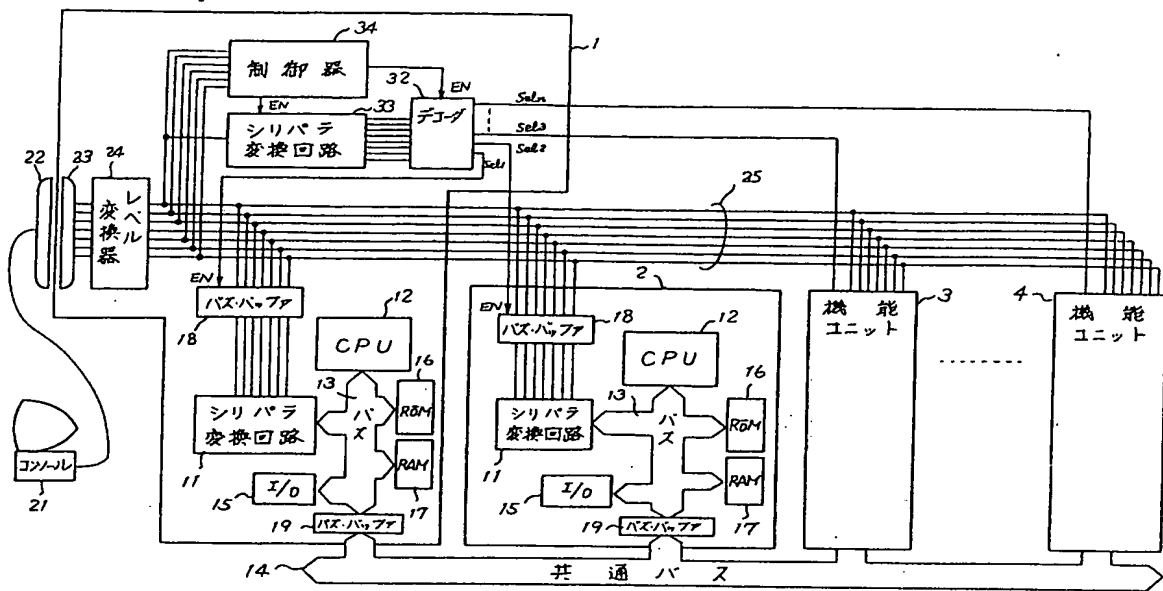 34
1
制御器
32
EN
EN
デコーダ
Seln
33
シリパラ
変換回路
Sel3
Sel2
Sel1
22
23
24
レベル
変換器
25
EN
バス・バッファ
18
12
CPU
13
バス
16
ROM
シリパラ
変換回路
11
RAM
17
I/O
15
19
バス・バッファ
2
EN
バス・バッファ
18
12
CPU
13
バス
16
ROM
シリパラ
変換回路
11
RAM
17
I/O
15
19
バス・バッファ
3
機能
ユニット
4
機能
ユニット
コンソール
21
14
共通バス